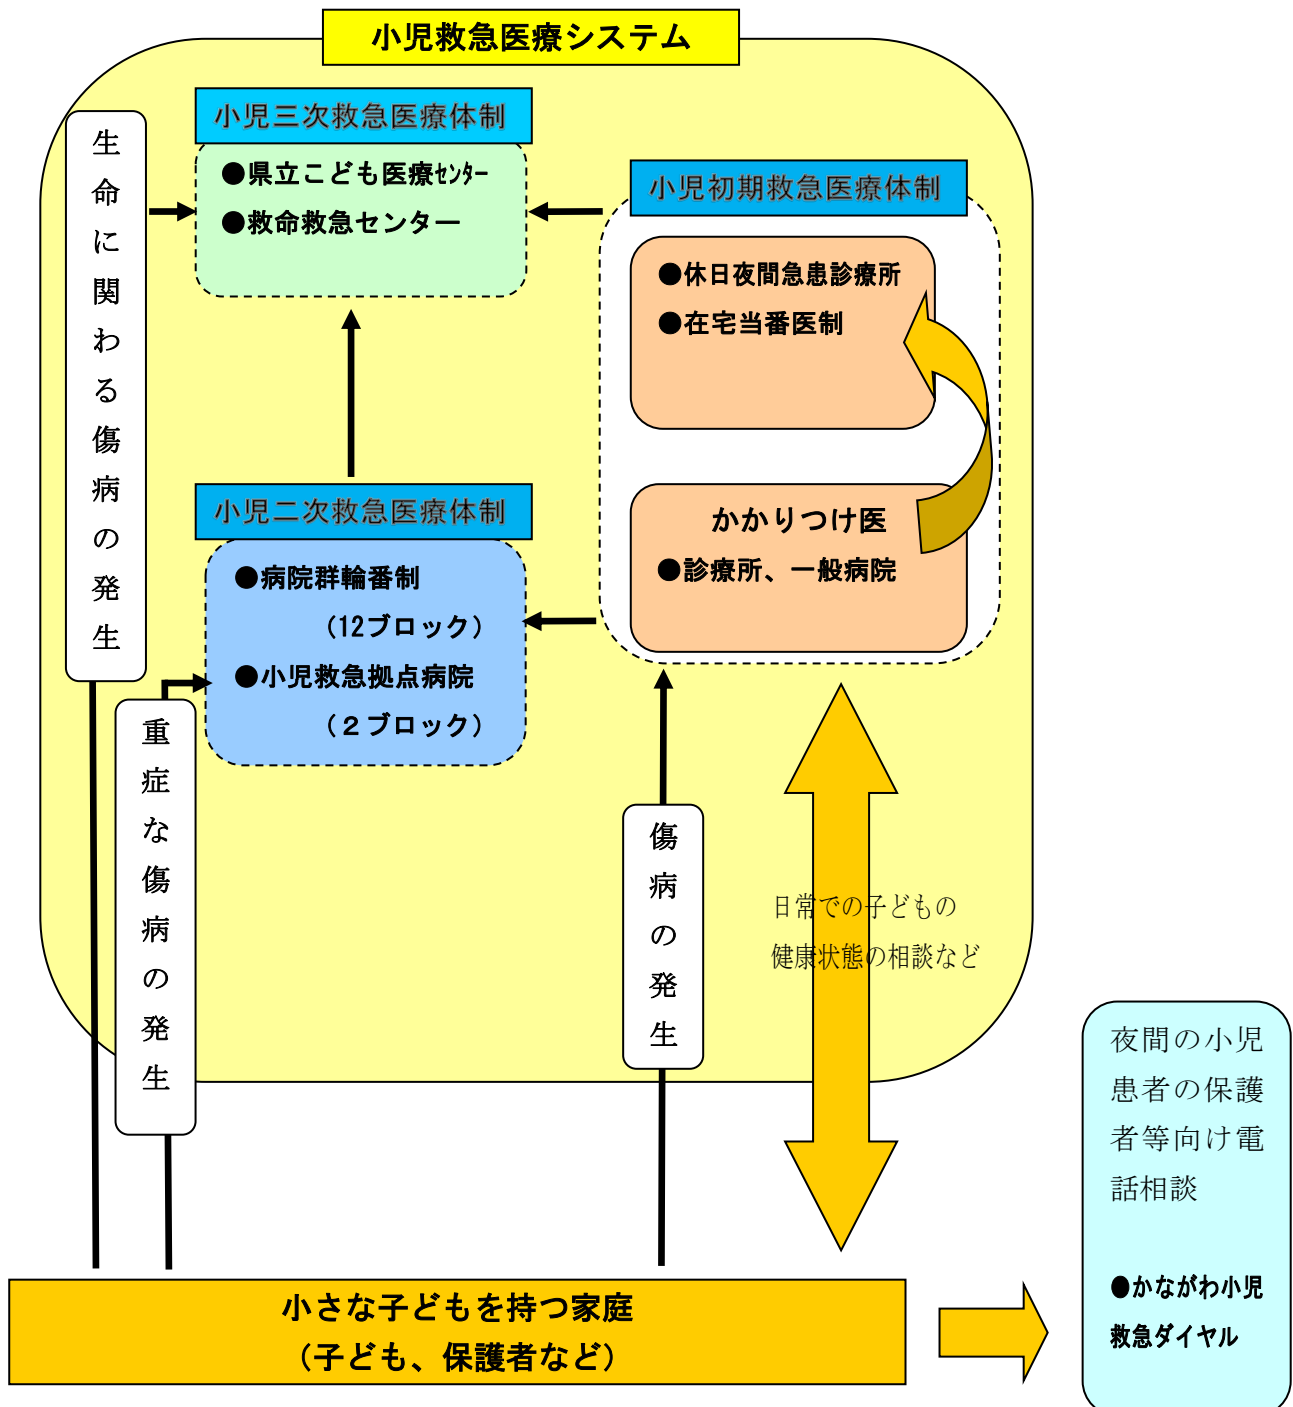 小児救急医療システム
小児三次救急医療体制
●県立こども医療ｾﾝﾀｰ
●救命救急センター
小児初期救急医療体制
●休日夜間急患診療所
●在宅当番医制
かかりつけ医
●診療所、一般病院
小児二次救急医療体制
●病院群輪番制
（12ブロック）
●小児救急拠点病院
（２ブロック）
生命に関わる傷病の発生
重症な傷病の発生
傷病の発生
日常での子どもの
健康状態の相談など
小さな子どもを持つ家庭
（子ども、保護者など）
夜間の小児
患者の保護
者等向け電
話相談
●かながわ小児
救急ダイヤル